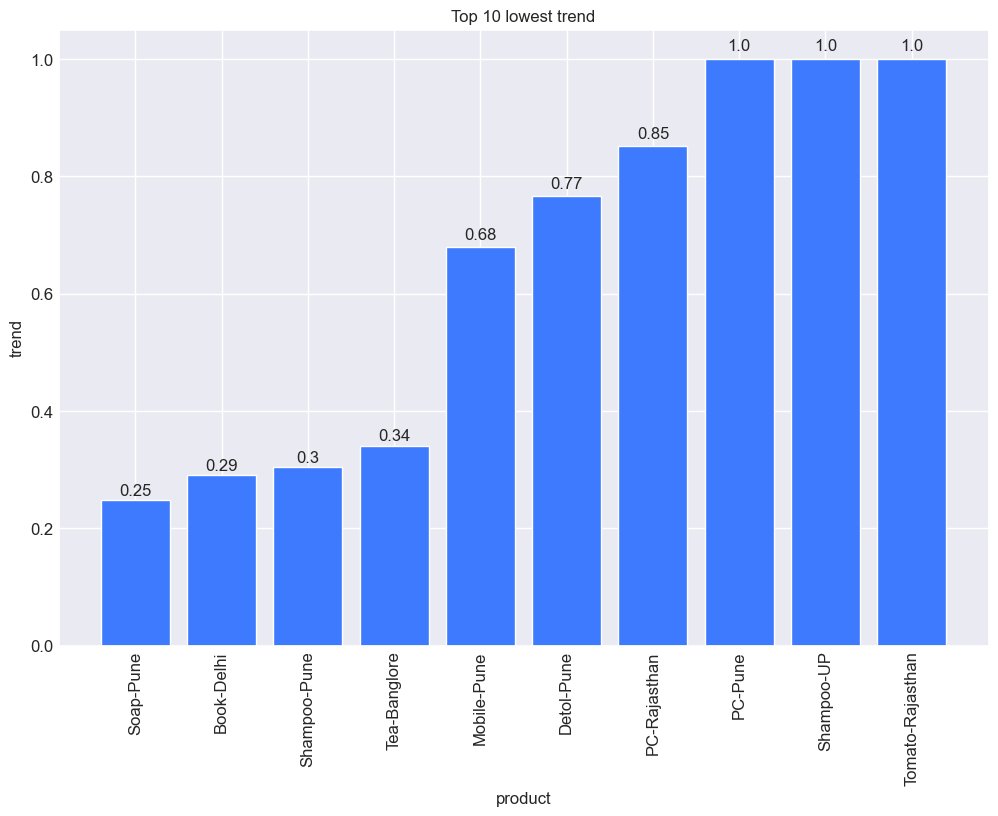 Top 10 lowest trend
1.0 1.0 1.0
1.0
0.85
0.8
0.77
0.68
0.6
trend
0.4
0.34
0.3
0.29
0.25
0.2
0.0
Soap-Pune
Book-Delhi
Shampoo-Pune
Tea-Banglore
Mobile-Pune
Detol-Pune
PC-Rajasthan
PC-Pune
Shampoo-UP
Tomato-Rajasthan
product